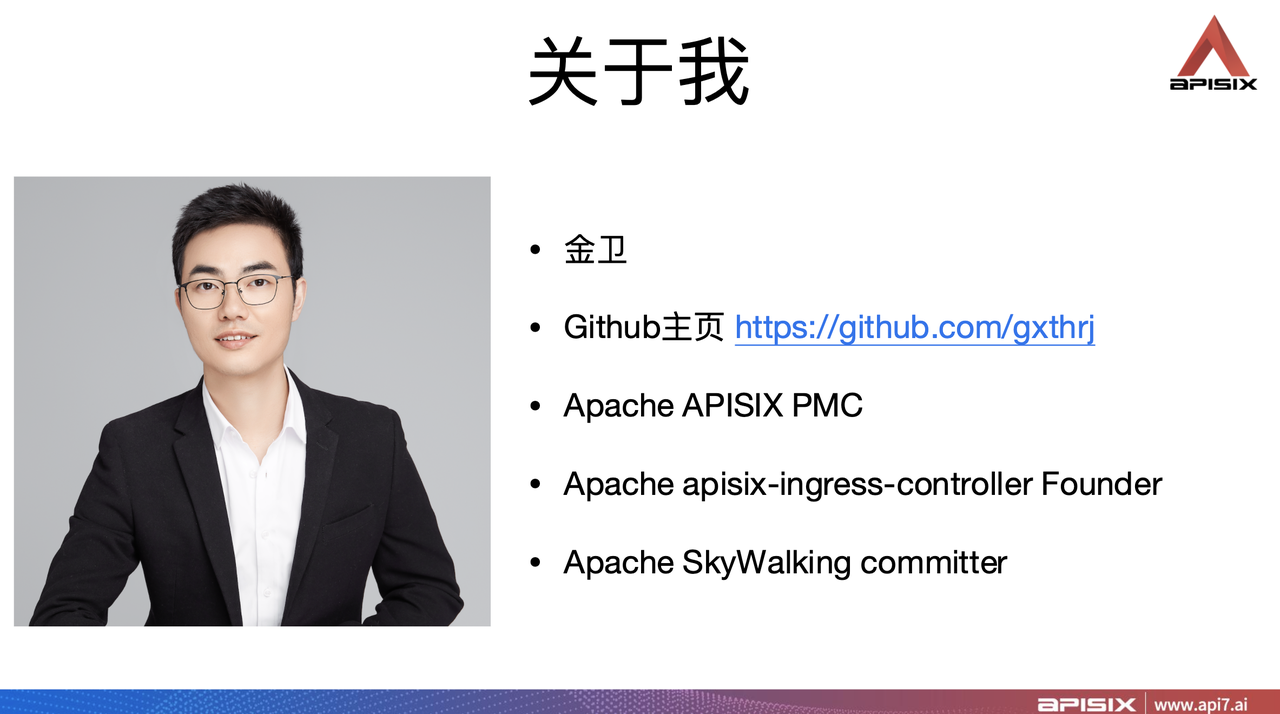 关于我
APISIX
• 金卫
• Github主页 https://github.com/gxthrj
• Apache APISIX PMC
• Apache apisix-ingress-controller Founder
• Apache SkyWalking committer
APISIX | www.api7.ai